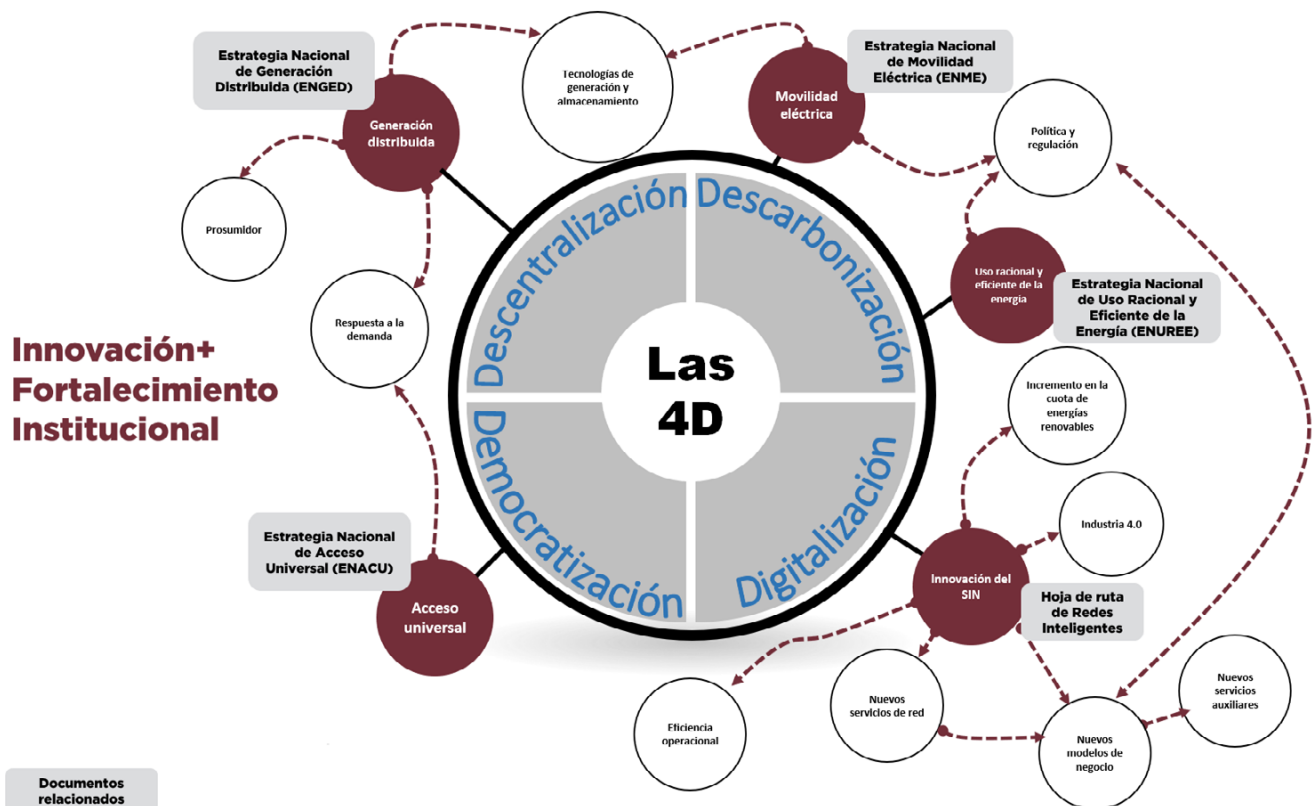 Estrategia Nacional
de Generación
Distribuida (ENGED)
Generación
distribuida
Tecnologías de
generación y
almacenamiento
Movilidad
eléctrica
Estrategia Nacional
de Movilidad
Eléctrica (ENME)
Política y
regulación
Prosumidor
Respuesta a la
demanda
Descentralización
Descarbonización
Democratización
Digitalización
Las
4D
Uso racional y
eficiente de la
energía
Estrategia Nacional
de Uso Racional y
Eficiente de la
Energía (ENUREE)
Innovación+
Fortalecimiento
Institucional
Incremento en la
cuota de
energías
renovables
Industria 4.0
Estrategia Nacional
de Acceso
Universal (ENACU)
Acceso
universal
Innovación del
SIN
Hoja de ruta
de Redes
Inteligentes
Eficiencia
operacional
Nuevos
servicios de red
Nuevos
modelos de
negocio
Nuevos
servicios
auxiliares
Documentos
relacionados